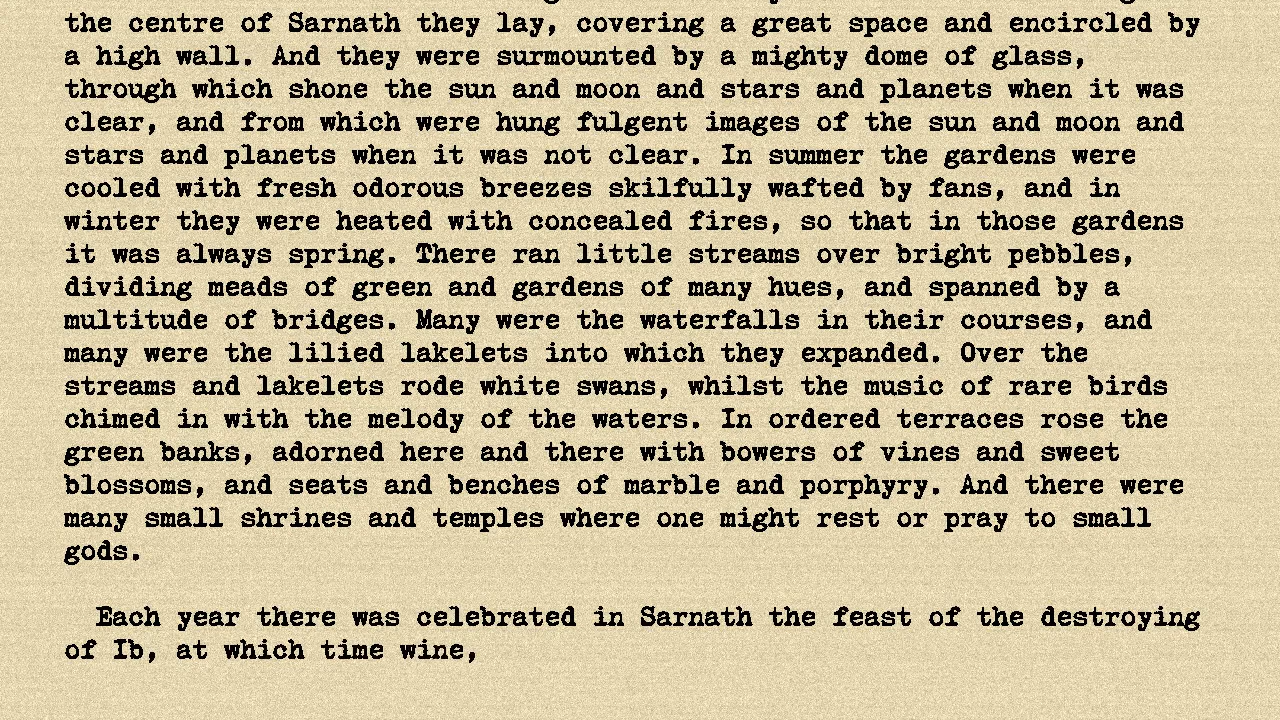 the centre of Sarnath they lay, covering a great space and encircled by
a high wall. And they were surmounted by a mighty dome of glass,
through which shone the sun and moon and stars and planets when it was
clear, and from which were hung fulgent images of the sun and moon and
stars and planets when it was not clear. In summer the gardens were
cooled with fresh odorous breezes skilfully wafted by fans, and in
winter they were heated with concealed fires, so that in those gardens
it was always spring. There ran little streams over bright pebbles,
dividing meads of green and gardens of many hues, and spanned by a
multitude of bridges. Many were the waterfalls in their courses, and
many were the lilied lakelets into which they expanded. Over the
streams and lakelets rode white swans, whilst the music of rare birds
chimed in with the melody of the waters. In ordered terraces rose the
green banks, adorned here and there with bowers of vines and sweet
blossoms, and seats and benches of marble and porphyry. And there were
many small shrines and temples where one might rest or pray to small
gods.
Each year there was celebrated in Sarnath the feast of the destroying
of Ib, at which time wine,